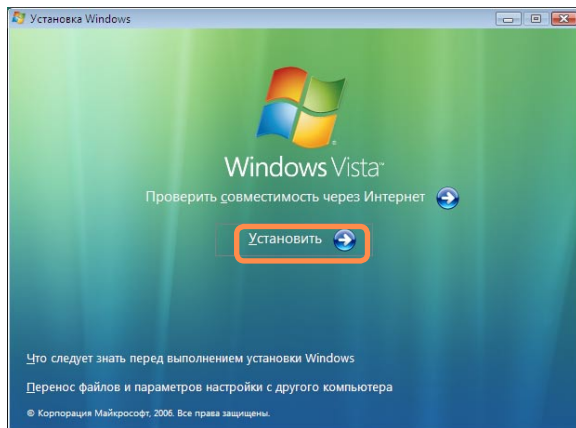 Установка Windows
Windows Vista™
Проверить совместимость через Интернет
Установить
Что следует знать перед выполнением установки Windows
Перенос файлов и параметров настройки с другого компьютера
© Корпорация Майкрософт, 2006. Все права защищены.